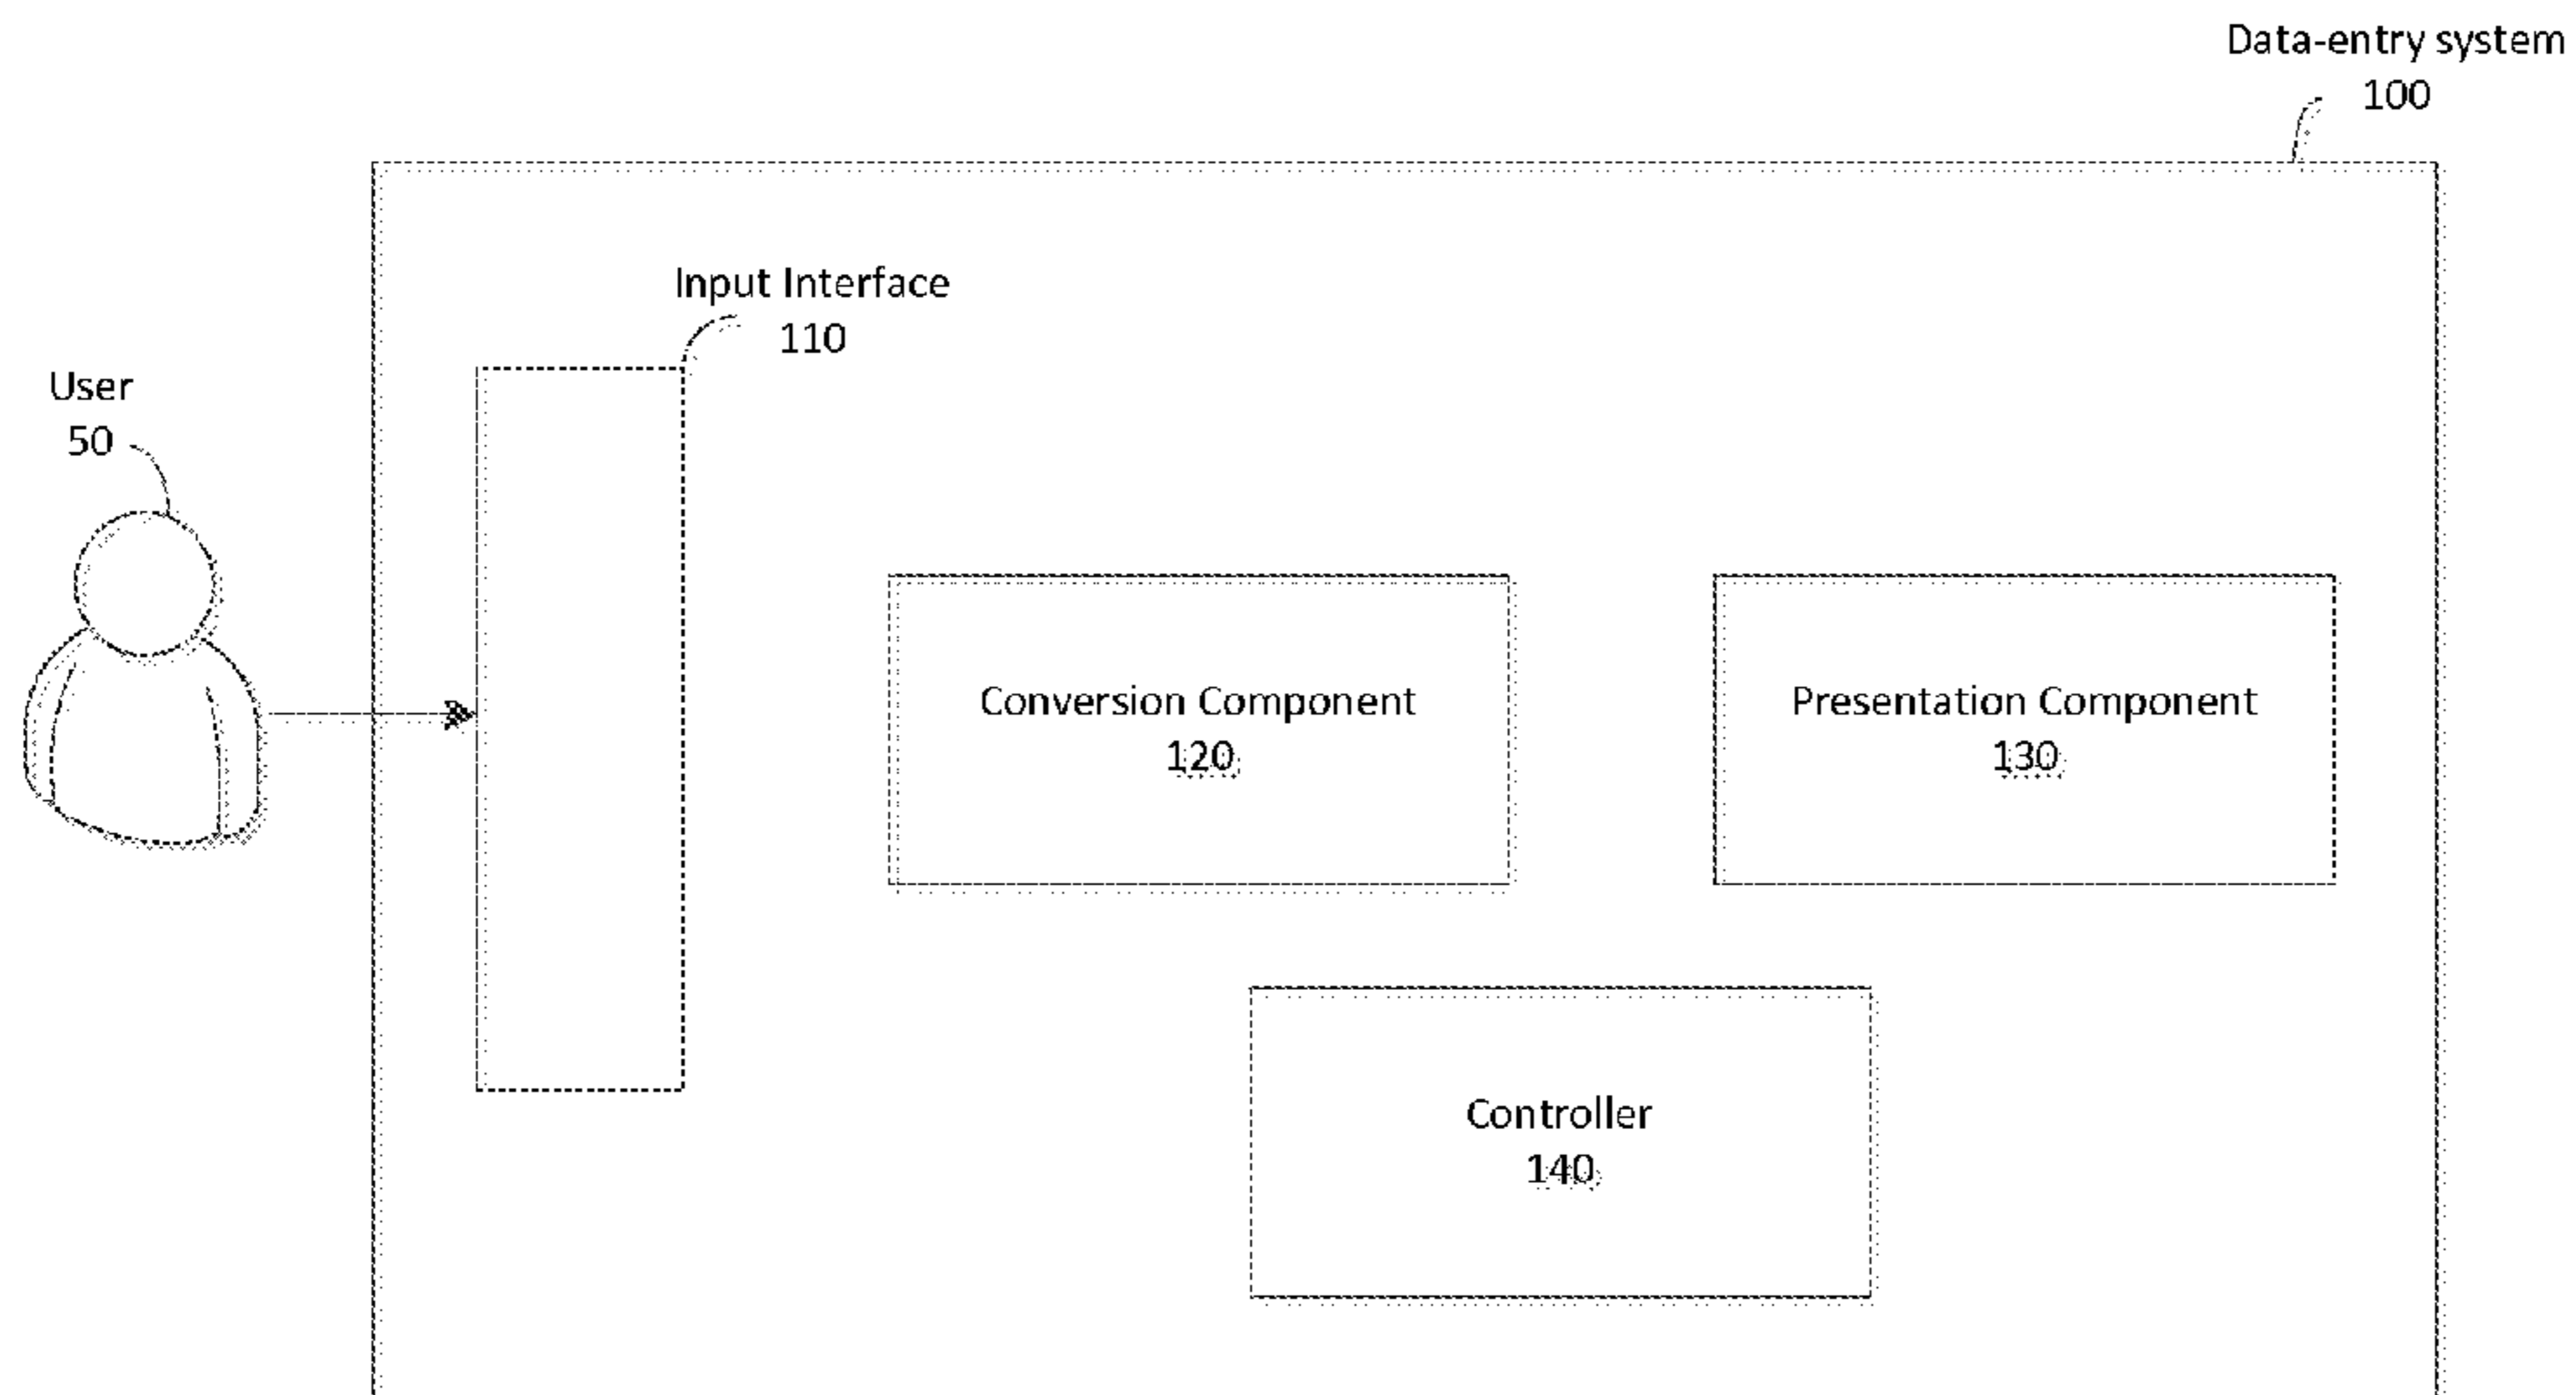 Data-entry system
100
Input Interface
110
User
50
Conversion Component
120
Presentation Component
130
Controller
140